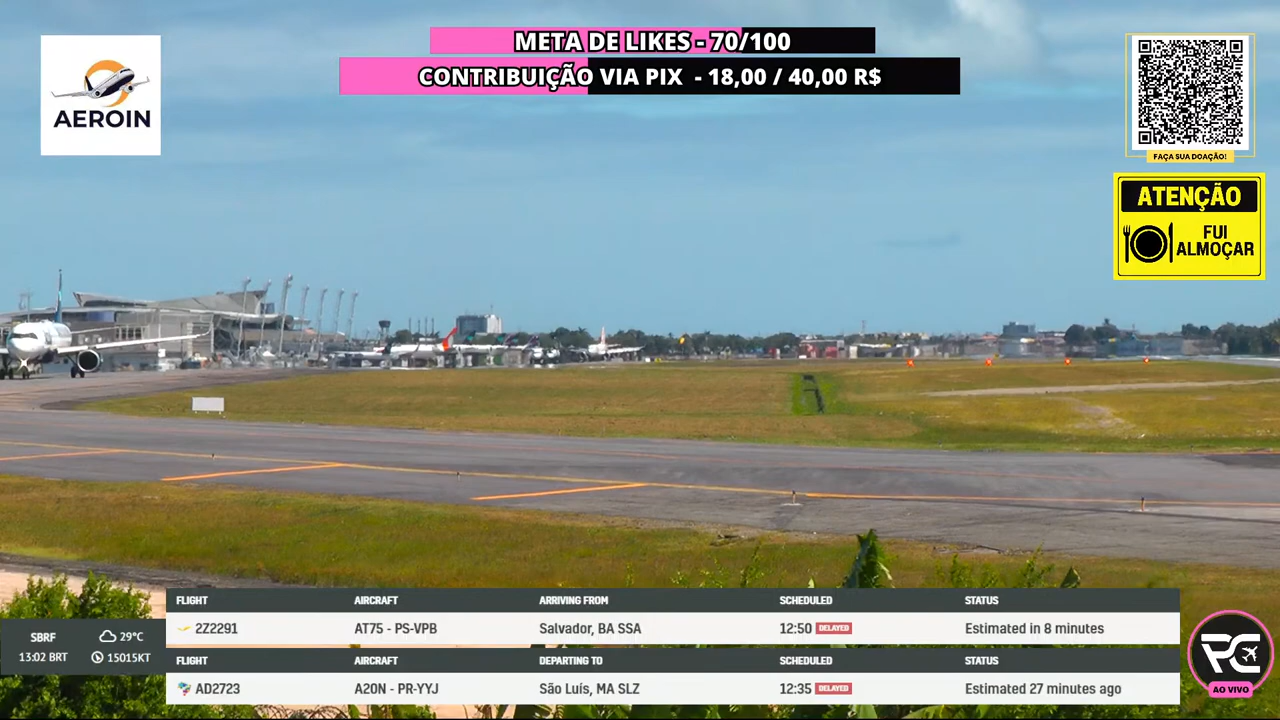 META DE LIKES - 70/100
CONTRIBUIÇÃO VIA PIX - 18,00 / 40,00 R$
AEROIN
FAÇA SUA DOAÇÃO!
ATENÇÃO
FUI
ALMOÇAR
FLIGHT AIRCRAFT ARRIVING FROM SCHEDULED STATUS
2Z2291 AT75 - PS-VPB Salvador, BA SSA 12:50 DELAYED Estimated in 8 minutes
SBRF 29°C
13:02 BRT 15015KT
FLIGHT AIRCRAFT DEPARTING TO SCHEDULED STATUS
AD2723 A20N - PR-YYJ São Luís, MA SLZ 12:35 DELAYED Estimated 27 minutes ago
PC
AO VIVO